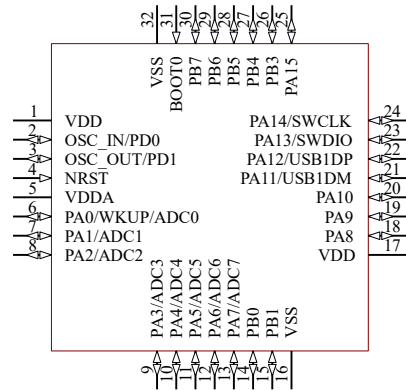 32 31 30 29 28 27 26 25
VSS BOOT0 PB7 PB6 PB5 PB4 PB3 PA15
1 VDD
2 OSC_IN/PD0
3 OSC_OUT/PD1
4 NRST
5 VDDA
6 PA0/WKUP/ADC0
7 PA1/ADC1
8 PA2/ADC2
PA14/SWCLK 24
PA13/SWDIO 23
PA12/USB1DP 22
PA11/USB1DM 21
PA10 20
PA9 19
PA8 18
VDD 17
PA3/ADC3 PA4/ADC4 PA5/ADC5 PA6/ADC6 PA7/ADC7 PB0 PB1 VSS
9 10 11 12 13 14 15 16